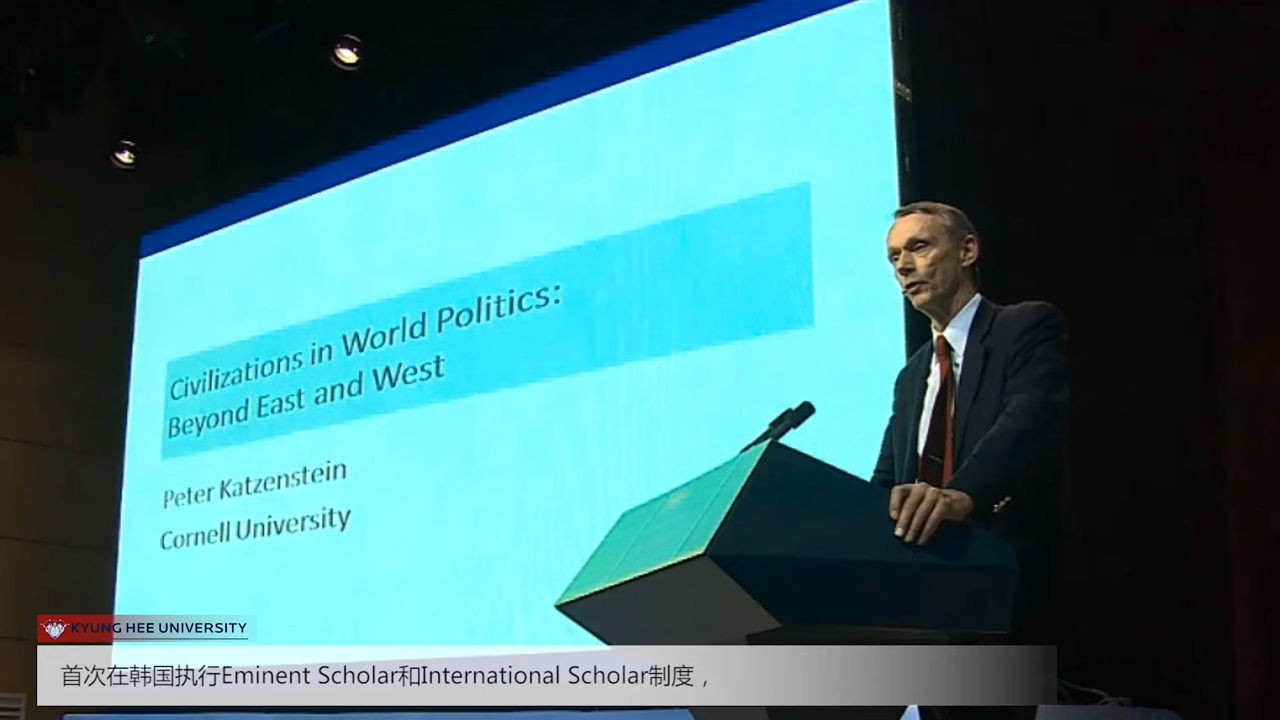 Civilizations in World Politics:
Beyond East and West
Peter Katzenstein
Cornell University
KYUNG HEE UNIVERSITY
首次在韩国执行Eminent Scholar和International Scholar制度，